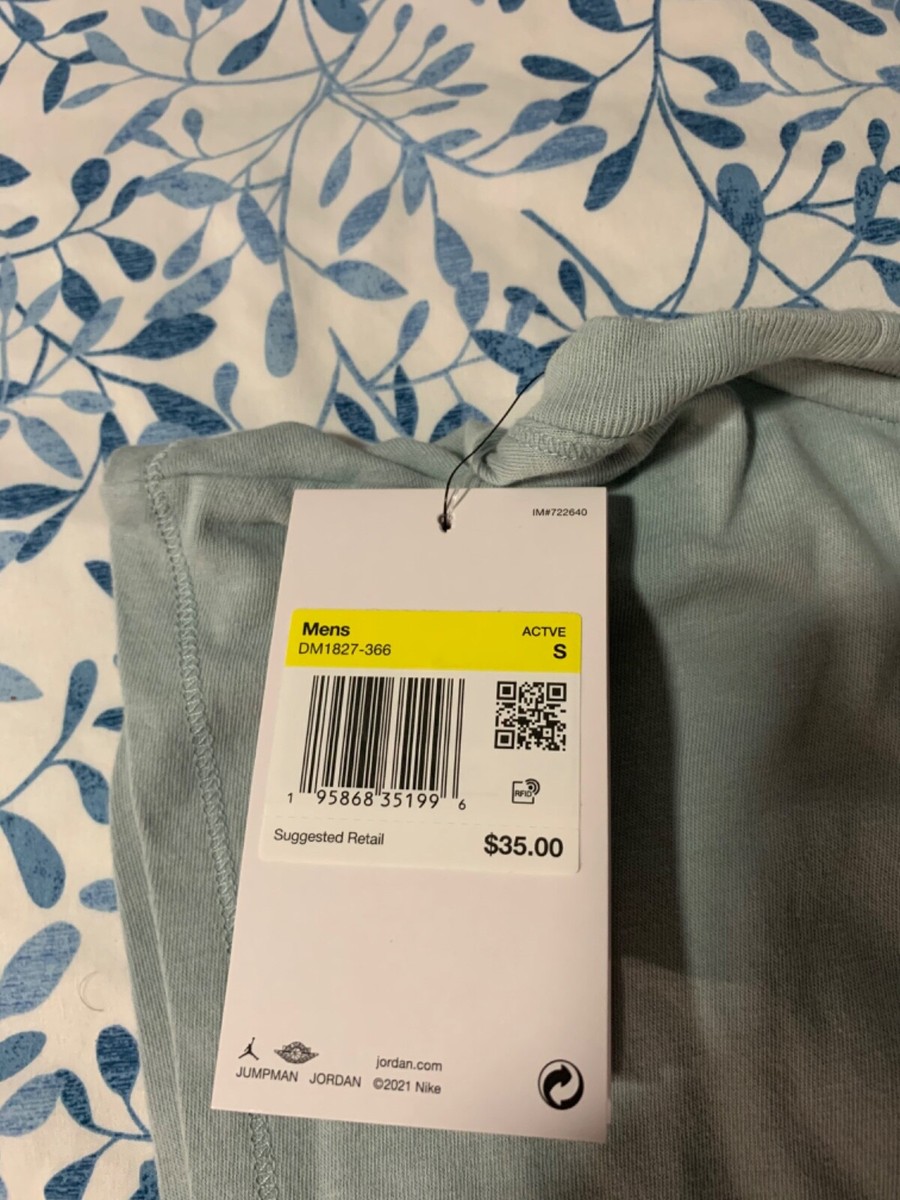 IM#722640
Mens
ACTVE
DM1827-366
S
RFID
1 95868 35199 6
Suggested Retail
$35.00
jordan.com
JUMPMAN JORDAN ©2021 Nike